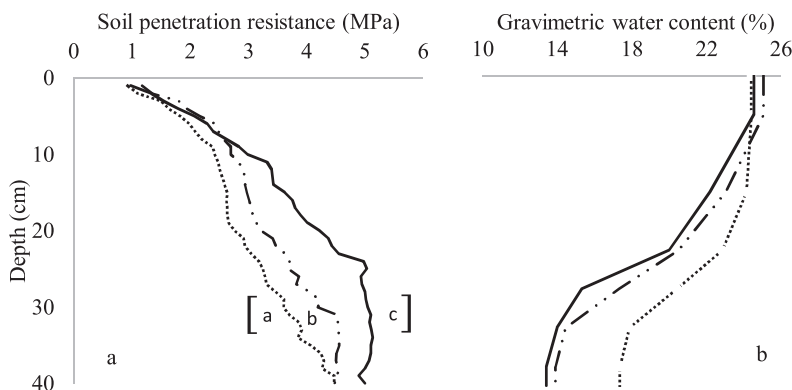 Soil penetration resistance (MPa)
0 1 2 3 4 5 6
Depth (cm)
0
10
20
30
40
[ a b c ]
a
Gravimetric water content (%)
10 14 18 22 26
b